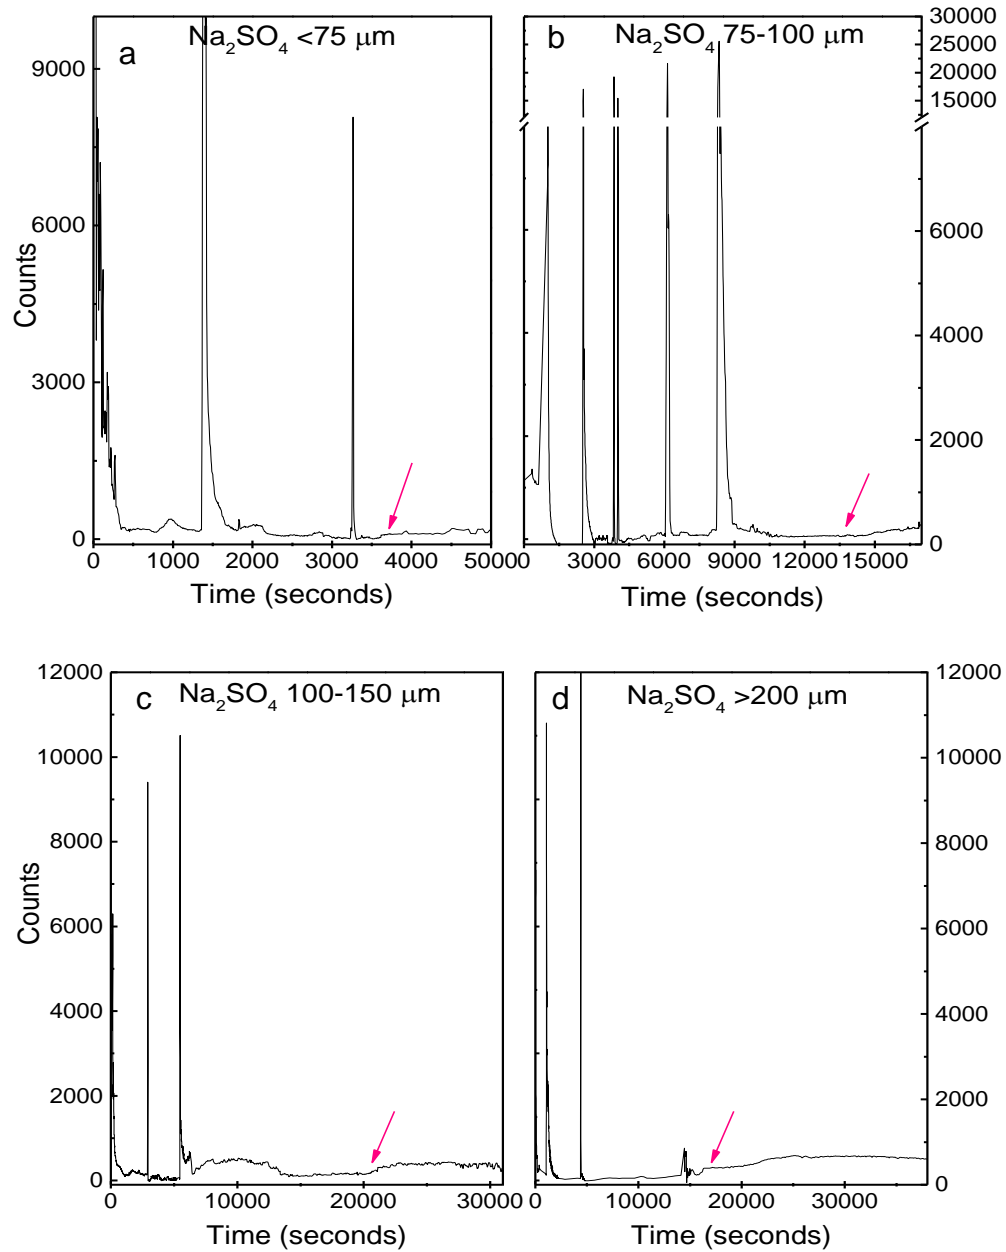 a
Na₂SO₄ <75 μm
9000
6000
3000
0
Counts
0 1000 2000 3000 4000 50000
Time (seconds)
b
Na₂SO₄ 75-100 μm
30000
25000
20000
15000
6000
4000
2000
0
3000 6000 9000 12000 15000
Time (seconds)
c
Na₂SO₄ 100-150 μm
12000
10000
8000
6000
4000
2000
0
Counts
0 10000 20000 30000
Time (seconds)
d
Na₂SO₄ >200 μm
12000
10000
8000
6000
4000
2000
0
0 10000 20000 30000
Time (seconds)